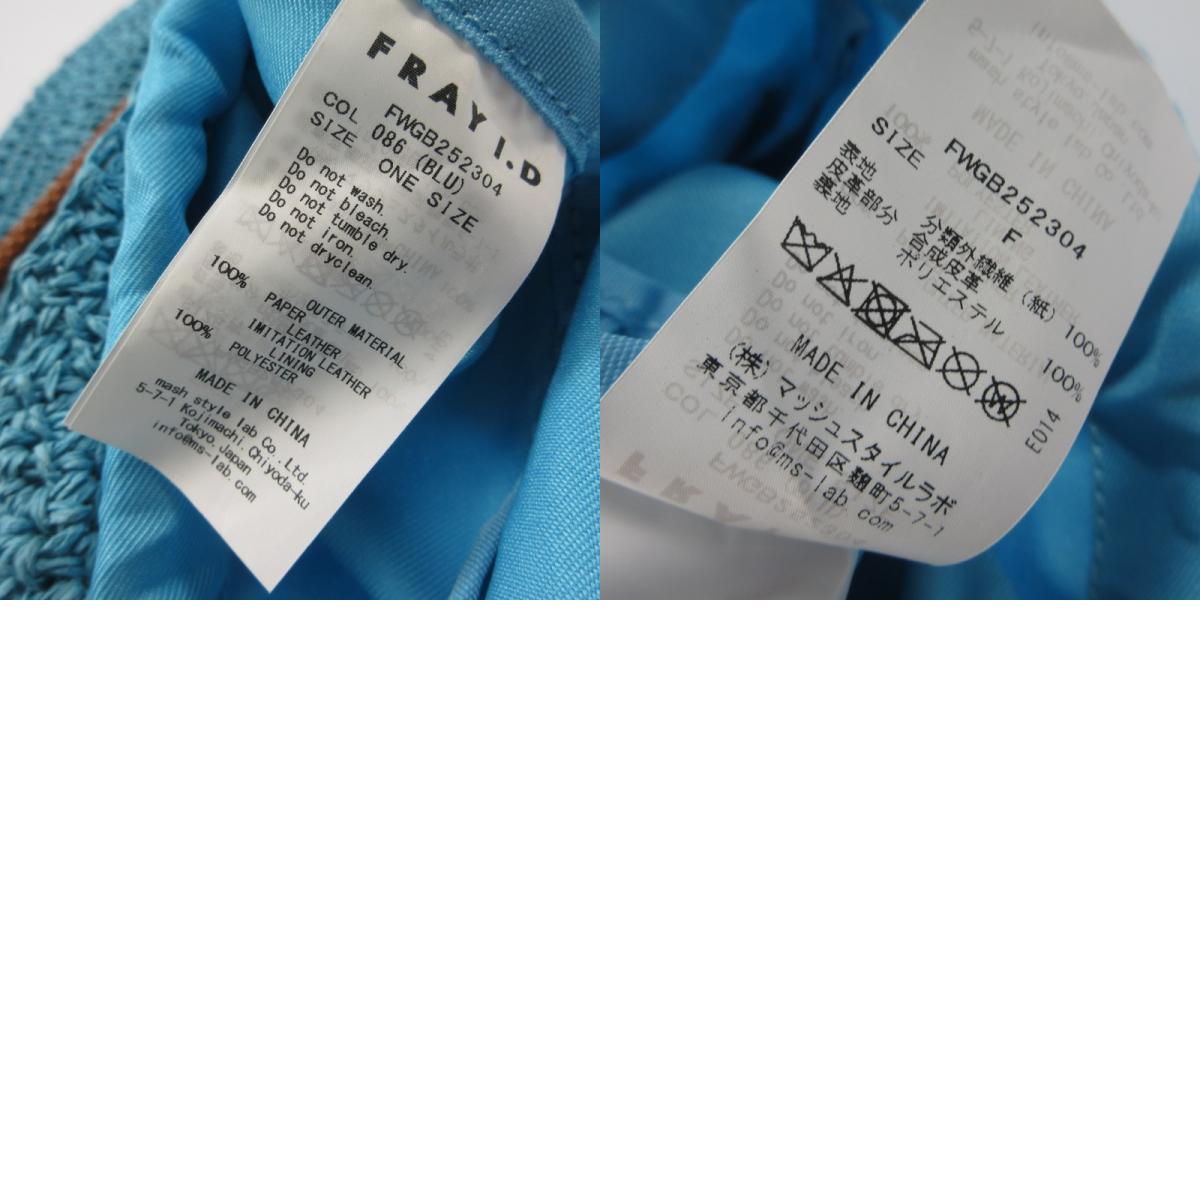 FRAY I.D
FWGB252304
COL 086 (BLU)
SIZE ONE SIZE
Do not wash.
Do not bleach.
Do not tumble dry.
Do not iron.
Do not dryclean.
OUTER MATERIAL
100% PAPER
LEATHER
IMITATION LEATHER
LINING
100% POLYESTER
MADE IN CHINA
mash style lab Co., Ltd.
5-7-1 Kojimachi, Chiyoda-ku
Tokyo, Japan
info@ms-lab.com
FWGB252304
SIZE F
表地 分類外繊維 (紙) 100%
皮革部分 合成皮革
裏地 ポリエステル 100%
MADE IN CHINA
(株) マッシュスタイルラボ
東京都千代田区麹町5-7-1
info@ms-lab.com
E014